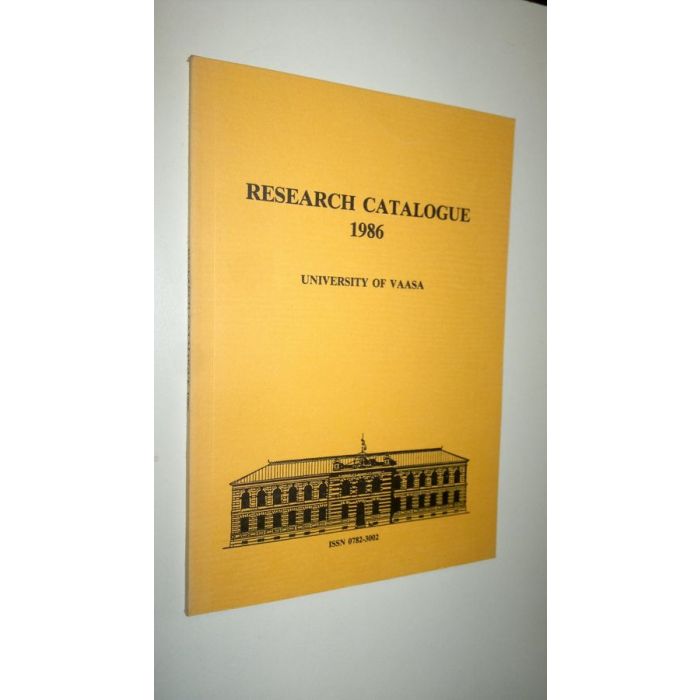 RESEARCH CATALOGUE
1986
UNIVERSITY OF VAASA
ISSN 0782-3002